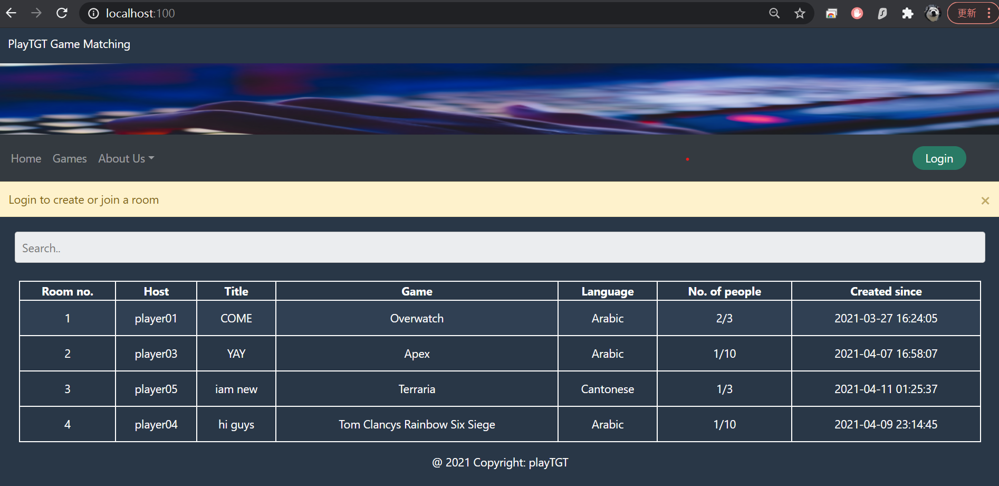 localhost:100
更新
PlayTGT Game Matching
Home Games About Us
Login
Login to create or join a room ×
Search..
Room no. Host Title Game Language No. of people Created since
1 player01 COME Overwatch Arabic 2/3 2021-03-27 16:24:05
2 player03 YAY Apex Arabic 1/10 2021-04-07 16:58:07
3 player05 iam new Terraria Cantonese 1/3 2021-04-11 01:25:37
4 player04 hi guys Tom Clancys Rainbow Six Siege Arabic 1/10 2021-04-09 23:14:45
@ 2021 Copyright: playTGT